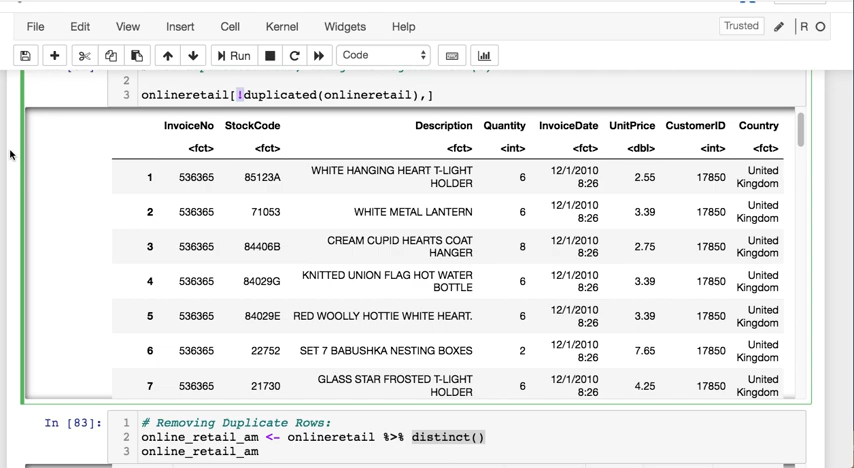 File Edit View Insert Cell Kernel Widgets Help Trusted R
Run Code
2
3 onlineretail[!duplicated(onlineretail),]
InvoiceNo StockCode Description Quantity InvoiceDate UnitPrice CustomerID Country
<fct> <fct> <fct> <int> <fct> <dbl> <int> <fct>
1 536365 85123A WHITE HANGING HEART T-LIGHT HOLDER 6 12/1/2010 8:26 2.55 17850 United Kingdom
2 536365 71053 WHITE METAL LANTERN 6 12/1/2010 8:26 3.39 17850 United Kingdom
3 536365 84406B CREAM CUPID HEARTS COAT HANGER 8 12/1/2010 8:26 2.75 17850 United Kingdom
4 536365 84029G KNITTED UNION FLAG HOT WATER BOTTLE 6 12/1/2010 8:26 3.39 17850 United Kingdom
5 536365 84029E RED WOOLLY HOTTIE WHITE HEART. 6 12/1/2010 8:26 3.39 17850 United Kingdom
6 536365 22752 SET 7 BABUSHKA NESTING BOXES 2 12/1/2010 8:26 7.65 17850 United Kingdom
7 536365 21730 GLASS STAR FROSTED T-LIGHT HOLDER 6 12/1/2010 8:26 4.25 17850 United Kingdom
In [83]: 1 # Removing Duplicate Rows:
2 online_retail_am <- onlineretail %>% distinct()
3 online_retail_am